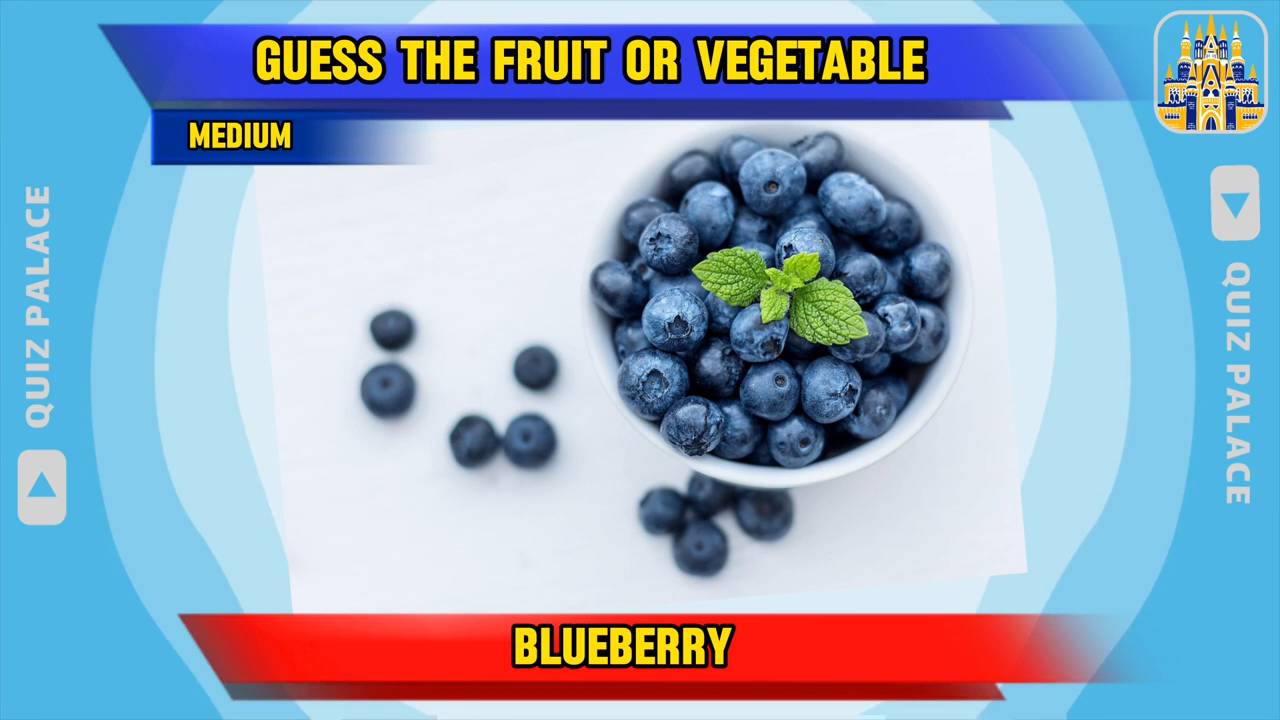 GUESS THE FRUIT OR VEGETABLE
MEDIUM
QUIZ PALACE
QUIZ PALACE
BLUEBERRY